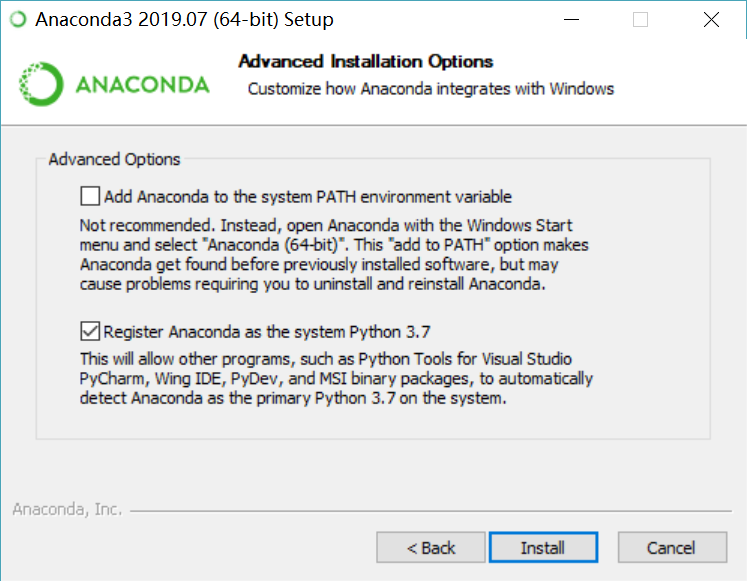 Anaconda3 2019.07 (64-bit) Setup
ANACONDA
Advanced Installation Options
Customize how Anaconda integrates with Windows
Advanced Options
Add Anaconda to the system PATH environment variable
Not recommended. Instead, open Anaconda with the Windows Start
menu and select "Anaconda (64-bit)". This "add to PATH" option makes
Anaconda get found before previously installed software, but may
cause problems requiring you to uninstall and reinstall Anaconda.
Register Anaconda as the system Python 3.7
This will allow other programs, such as Python Tools for Visual Studio
PyCharm, Wing IDE, PyDev, and MSI binary packages, to automatically
detect Anaconda as the primary Python 3.7 on the system.
Anaconda, Inc.
< Back
Install
Cancel